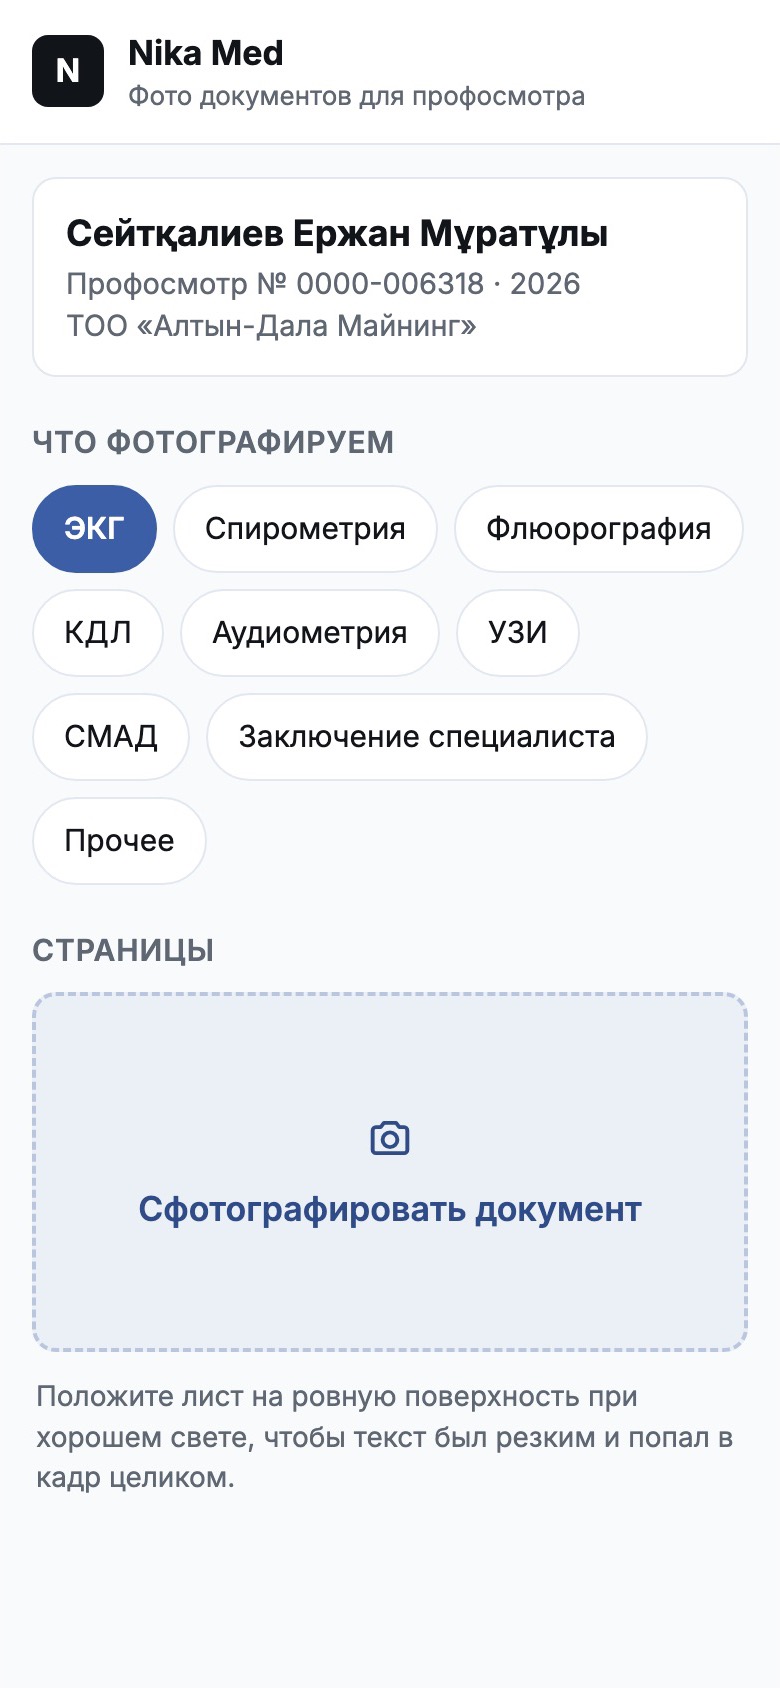 N
Nika Med
Фото документов для профосмотра
Сейтқалиев Ержан Мұратұлы
Профосмотр № 0000-006318 · 2026
ТОО «Алтын-Дала Майнинг»
ЧТО ФОТОГРАФИРУЕМ
ЭКГ Спирометрия Флюорография
КДЛ Аудиометрия УЗИ
СМАД Заключение специалиста
Прочее
СТРАНИЦЫ
Сфотографировать документ
Положите лист на ровную поверхность при
хорошем свете, чтобы текст был резким и попал в
кадр целиком.